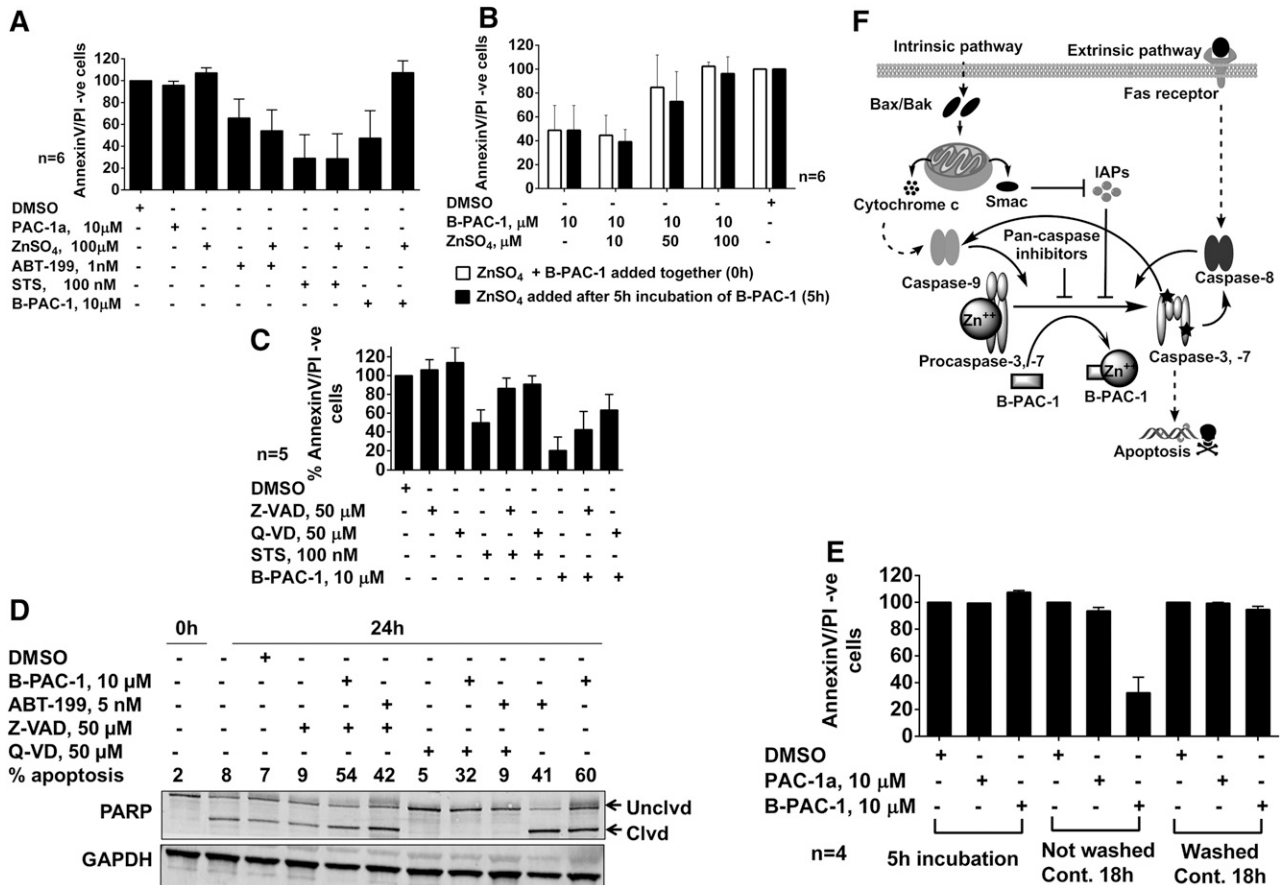 A
AnnexinV/PI -ve cells
120
100
80
60
40
20
0
n=6
DMSO + - - - - - - - -
PAC-1a, 10μM - + - - - - - - -
ZnSO4, 100μM - - + - + - + - +
ABT-199, 1nM - - - + + - - - -
STS, 100 nM - - - - - + + - -
B-PAC-1, 10μM - - - - - - - + +
B
AnnexinV/PI -ve cells
120
100
80
60
40
20
0
n=6
DMSO - - - - +
B-PAC-1, μM 10 10 10 10 -
ZnSO4, μM - 10 50 100 -
ZnSO4 + B-PAC-1 added together (0h)
ZnSO4 added after 5h incubation of B-PAC-1 (5h)
C
% AnnexinV/PI -ve
cells
120
100
80
60
40
20
0
n=5
DMSO + - - - - - - - -
Z-VAD, 50 μM - + - - + - - + -
Q-VD, 50 μM - - + - - + - - +
STS, 100 nM - - - + + + - - -
B-PAC-1, 10 μM - - - - - - + + +
D
0h 24h
DMSO - - + - - - - - - - -
B-PAC-1, 10 μM - - - - + - - + - - +
ABT-199, 5 nM - - - - - + - - + + -
Z-VAD, 50 μM - - - + + + - - - - -
Q-VD, 50 μM - - - - - - + + + - -
% apoptosis 2 8 7 9 54 42 5 32 9 41 60
PARP
Unclvd
Clvd
GAPDH
F
Intrinsic pathway
Extrinsic pathway
Fas receptor
Bax/Bak
IAPs
Smac
Cytochrome c
Pan-caspase
inhibitors
Caspase-9
Caspase-8
Zn++
Procaspase-3,-7
Caspase-3, -7
Zn++
B-PAC-1
B-PAC-1
Apoptosis
E
AnnexinV/PI -ve
cells
120
100
80
60
40
20
0
DMSO + - - + - - + - -
PAC-1a, 10 μM - + - - + - - + -
B-PAC-1, 10 μM - - + - - + - - +
n=4
5h incubation
Not washed
Cont. 18h
Washed
Cont. 18h